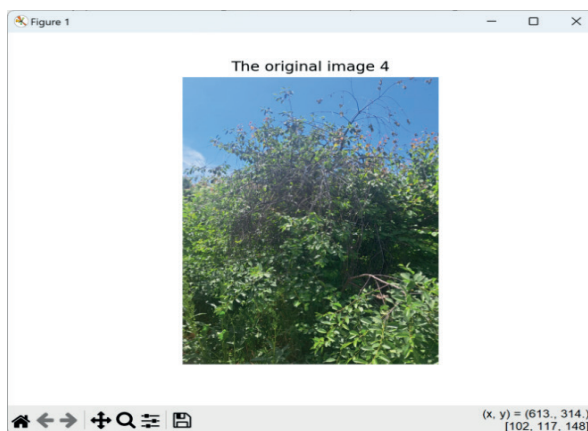 Figure 1
The original image 4
(x, y) = (613., 314.)
[102, 117, 148]